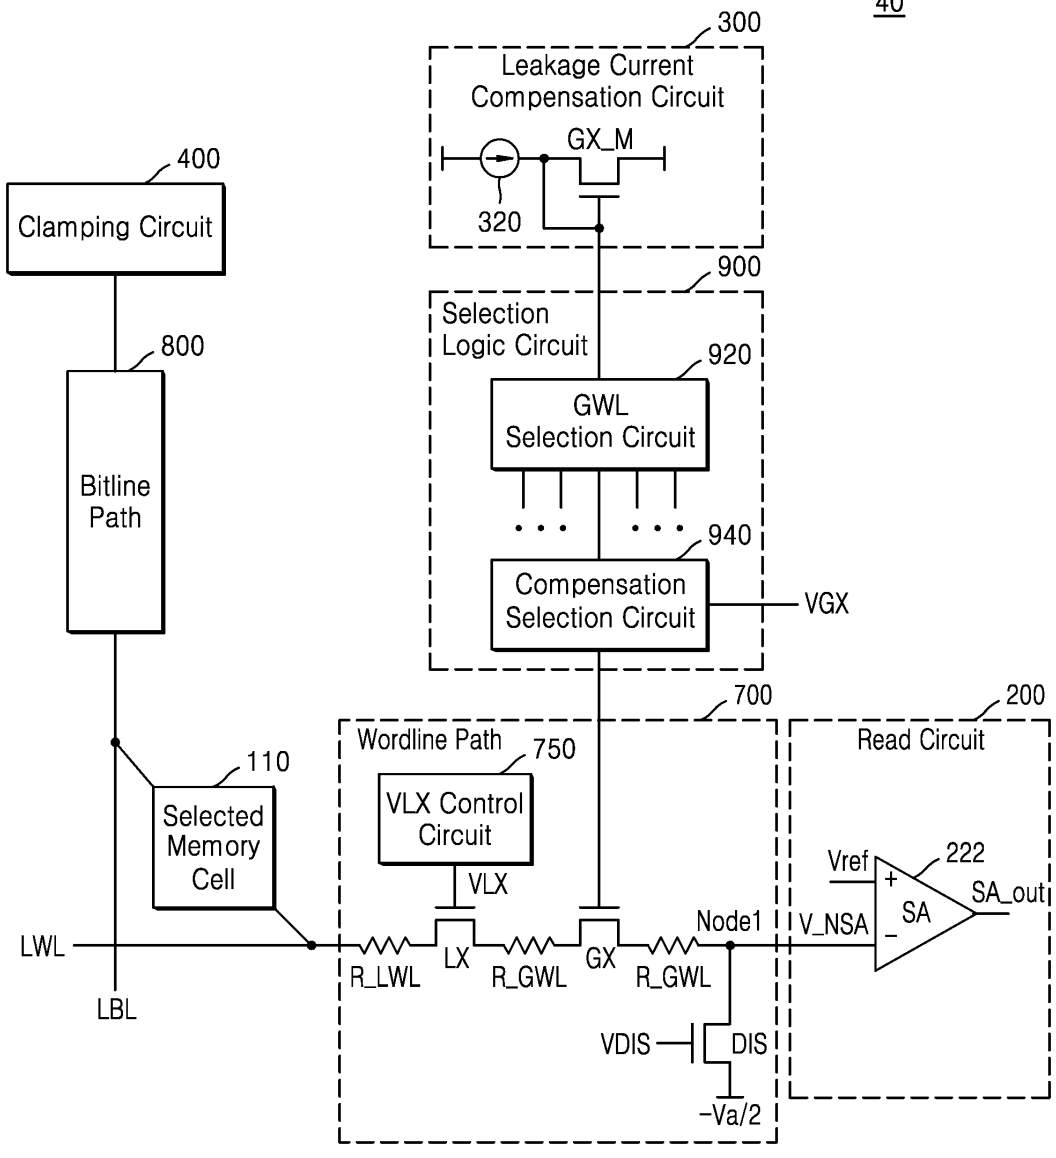 40
300
Leakage Current
Compensation Circuit
GX_M
320
400
Clamping Circuit
900
Selection
Logic Circuit
920
GWL
Selection Circuit
800
Bitline
Path
940
Compensation
Selection Circuit
VGX
700
Wordline Path
750
VLX Control
Circuit
VLX
200
Read Circuit
110
Selected
Memory
Cell
Vref
222
+
SA
SA_out
V_NSA
−
Node1
LWL
R_LWL
LX
R_GWL
GX
R_GWL
LBL
VDIS
DIS
−Va/2